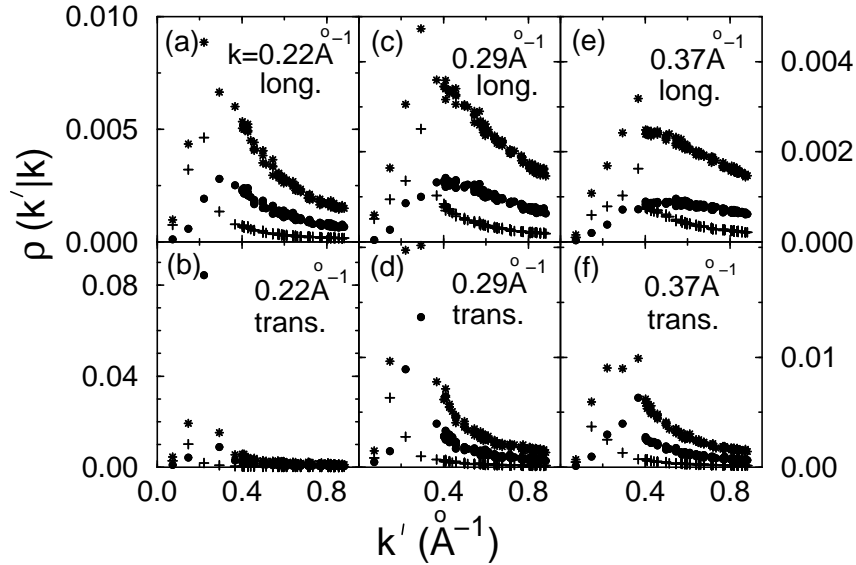 0.010
(a)
k=0.22Å⁻¹
long.
(c)
0.29Å⁻¹
long.
(e)
0.37Å⁻¹
long.
0.004
0.005
0.002
0.000
0.000
ρ (k′|k)
(b)
0.22Å⁻¹
trans.
(d)
0.29Å⁻¹
trans.
(f)
0.37Å⁻¹
trans.
0.08
0.04
0.01
0.00
0.00
0.0 0.4 0.8 0.4 0.8 0.4 0.8
k′ (Å⁻¹)